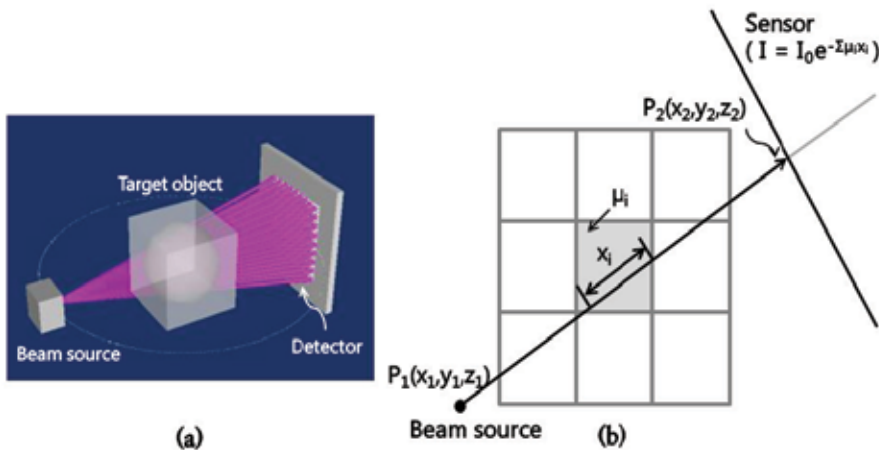 Target object
Beam source
Detector
(a)
Sensor
( I = I₀e^-Σμᵢxᵢ)
P₂(x₂,y₂,z₂)
μᵢ
xᵢ
P₁(x₁,y₁,z₁)
Beam source
(b)